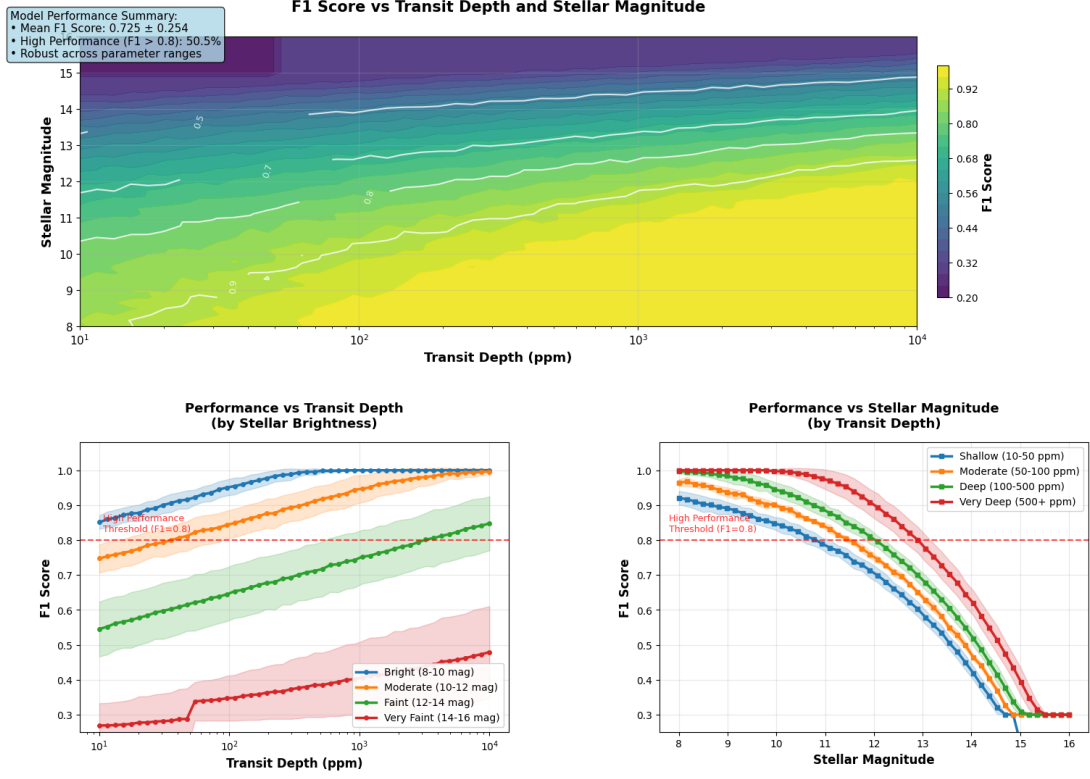 F1 Score vs Transit Depth and Stellar Magnitude
Model Performance Summary:
• Mean F1 Score: 0.725 ± 0.254
• High Performance (F1 > 0.8): 50.5%
• Robust across parameter ranges
15
14
13
12
11
10
9
8
Stellar Magnitude
0.5
0.7
0.8
0.9
10¹
10²
10³
10⁴
Transit Depth (ppm)
0.92
0.80
0.68
0.56
0.44
0.32
0.20
F1 Score
Performance vs Transit Depth
(by Stellar Brightness)
1.0
0.9
0.8
0.7
0.6
0.5
0.4
0.3
F1 Score
High Performance
Threshold (F1=0.8)
Bright (8-10 mag)
Moderate (10-12 mag)
Faint (12-14 mag)
Very Faint (14-16 mag)
10¹
10²
10³
10⁴
Transit Depth (ppm)
Performance vs Stellar Magnitude
(by Transit Depth)
1.0
0.9
0.8
0.7
0.6
0.5
0.4
0.3
F1 Score
High Performance
Threshold (F1=0.8)
Shallow (10-50 ppm)
Moderate (50-100 ppm)
Deep (100-500 ppm)
Very Deep (500+ ppm)
8
9
10
11
12
13
14
15
16
Stellar Magnitude